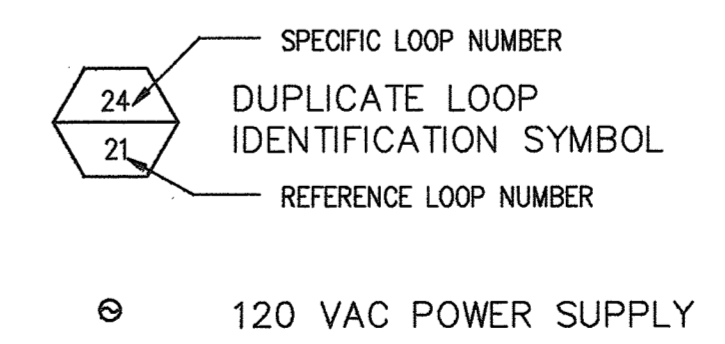 SPECIFIC LOOP NUMBER
24
DUPLICATE LOOP
21
IDENTIFICATION SYMBOL
REFERENCE LOOP NUMBER
120 VAC POWER SUPPLY